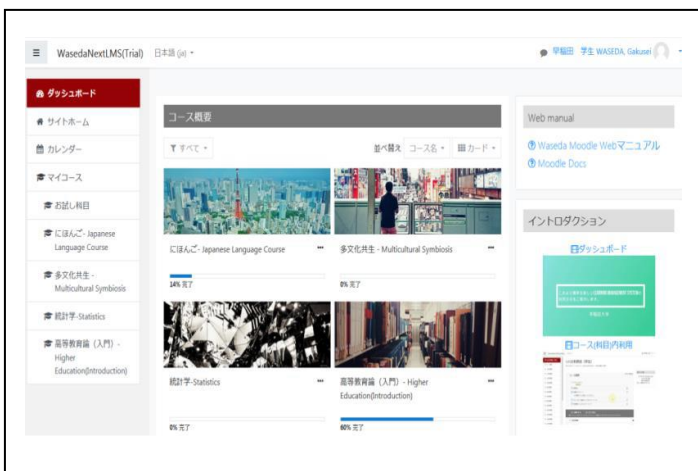 WasedaNextLMS(Trial) 日本語 (ja)
早稲田 学生 WASEDA, Gakusei
ダッシュボード
サイトホーム
カレンダー
マイコース
お試し科目
にほんご- Japanese
Language Course
多文化共生 -
Multicultural Symbiosis
統計学-Statistics
高等教育論（入門）-
Higher
Education(Introduction)
コース概要
すべて
並べ替え コース名 カード
にほんご- Japanese Language Course
14% 完了
多文化共生 - Multicultural Symbiosis
0% 完了
統計学-Statistics
0% 完了
高等教育論（入門）- Higher
Education(Introduction)
60% 完了
Web manual
Waseda Moodle Webマニュアル
Moodle Docs
イントロダクション
ダッシュボード
コース(科目)内利用